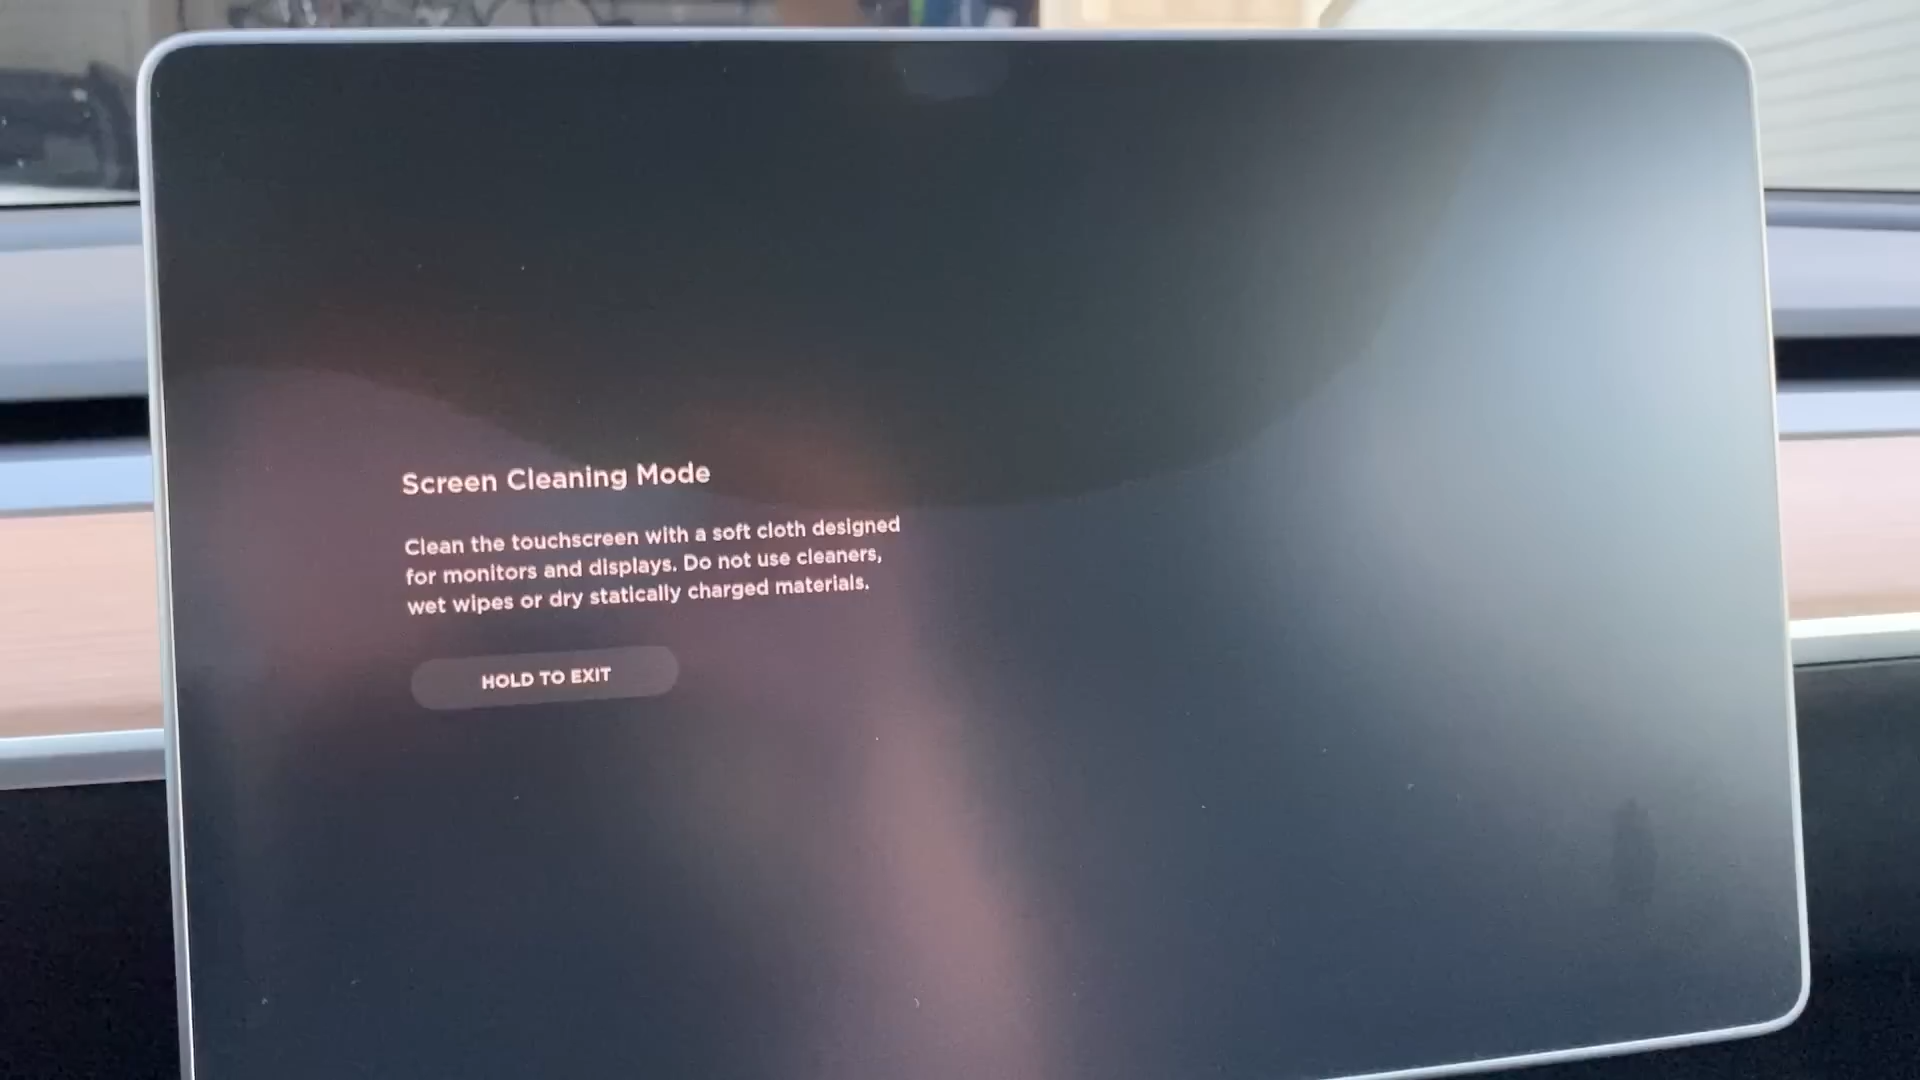 Screen Cleaning Mode
Clean the touchscreen with a soft cloth designed
for monitors and displays. Do not use cleaners,
wet wipes or dry statically charged materials.
HOLD TO EXIT